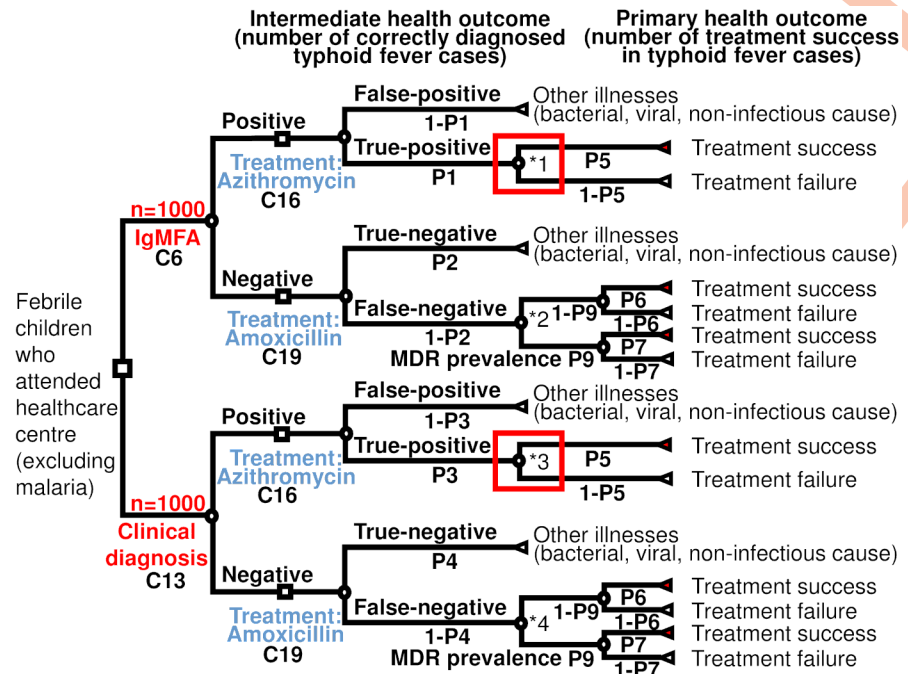 Intermediate health outcome
(number of correctly diagnosed
typhoid fever cases)
Primary health outcome
(number of treatment success
in typhoid fever cases)
False-positive
1-P1
Other illnesses
(bacterial, viral, non-infectious cause)
Positive
Treatment:
Azithromycin
C16
True-positive
P1
*1
P5
Treatment success
1-P5
Treatment failure
n=1000
IgMFA
C6
True-negative
P2
Other illnesses
(bacterial, viral, non-infectious cause)
Negative
Treatment:
Amoxicillin
C19
False-negative
1-P2
*2
1-P9
MDR prevalence P9
P6
Treatment success
1-P6
Treatment failure
P7
Treatment success
1-P7
Treatment failure
Febrile
children
who
attended
healthcare
centre
(excluding
malaria)
False-positive
1-P3
Other illnesses
(bacterial, viral, non-infectious cause)
Positive
Treatment:
Azithromycin
C16
True-positive
P3
*3
P5
Treatment success
1-P5
Treatment failure
n=1000
Clinical
diagnosis
C13
True-negative
P4
Other illnesses
(bacterial, viral, non-infectious cause)
Negative
Treatment:
Amoxicillin
C19
False-negative
1-P4
*4
1-P9
MDR prevalence P9
P6
Treatment success
1-P6
Treatment failure
P7
Treatment success
1-P7
Treatment failure